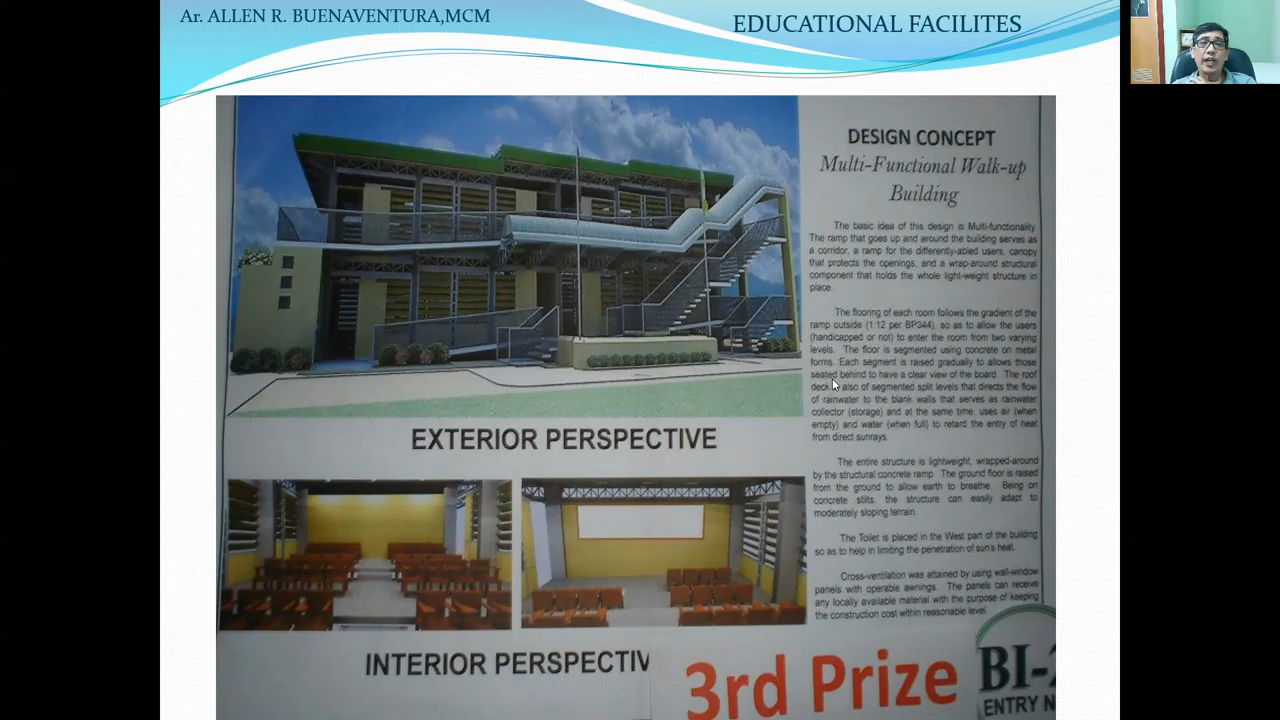 Ar. ALLEN R. BUENAVENTURA,MCM
EDUCATIONAL FACILITES
DESIGN CONCEPT
Multi-Functional Walk-up
Building
The basic idea of this design is Multi-functionality.
The ramp that goes up and around the building serves as
a corridor, a ramp for the differently-abled users, canopy
that protects the openings, and a wrap-around structural
component that holds the whole light-weight structure in
place.
The flooring of each room follows the gradient of the
ramp outside (1:12 per BP344), so as to allow the users
(handicapped or not) to enter the room from two varying
levels. The floor is segmented using concrete on metal
forms. Each segment is raised gradually to allows those
seated behind to have a clear view of the board. The roof
deck also of segmented split levels that directs the flow
of rainwater to the blank walls that serves as rainwater
collector (storage) and at the same time, uses air (when
empty) and water (when full) to retard the entry of heat
from direct sunrays.
The entire structure is lightweight, wrapped-around
by the structural concrete ramp. The ground floor is raised
from the ground to allow earth to breathe. Being on
concrete stilts, the structure can easily adapt to
moderately sloping terrain.
The Toilet is placed in the West part of the building
so as to help in limiting the penetration of sun's heat.
Cross-ventilation was attained by using wall-window
panels with operable awnings. The panels can receive
any locally available material with the purpose of keeping
the construction cost within reasonable level.
EXTERIOR PERSPECTIVE
INTERIOR PERSPECTIV
3rd Prize
BI-2
ENTRY N